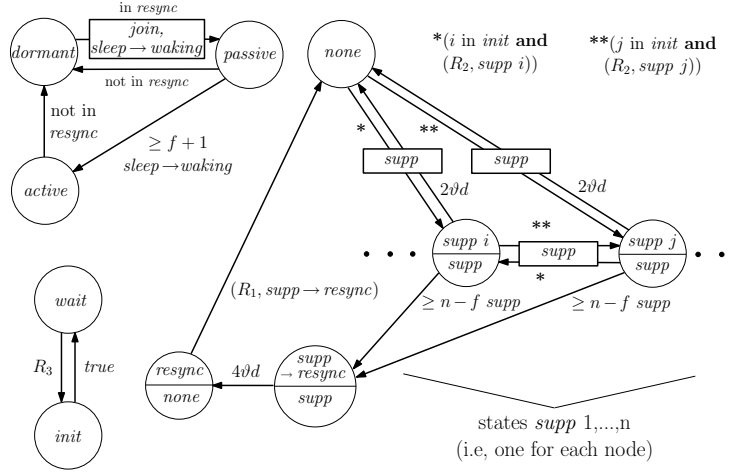 in resync
dormant
join,
sleep→waking
passive
not in resync
not in
resync
≥ f + 1
sleep→waking
active
none
*(i in init and
(R2, supp i))
**(j in init and
(R2, supp j))
*
**
supp
supp
2ϑd
2ϑd
**
supp i
supp
supp
supp j
supp
*
. . .
. .
(R1, supp→resync)
≥ n−f supp
≥ n−f supp
wait
R3
true
init
resync
none
4ϑd
supp
→ resync
supp
states supp 1,...,n
(i.e, one for each node)